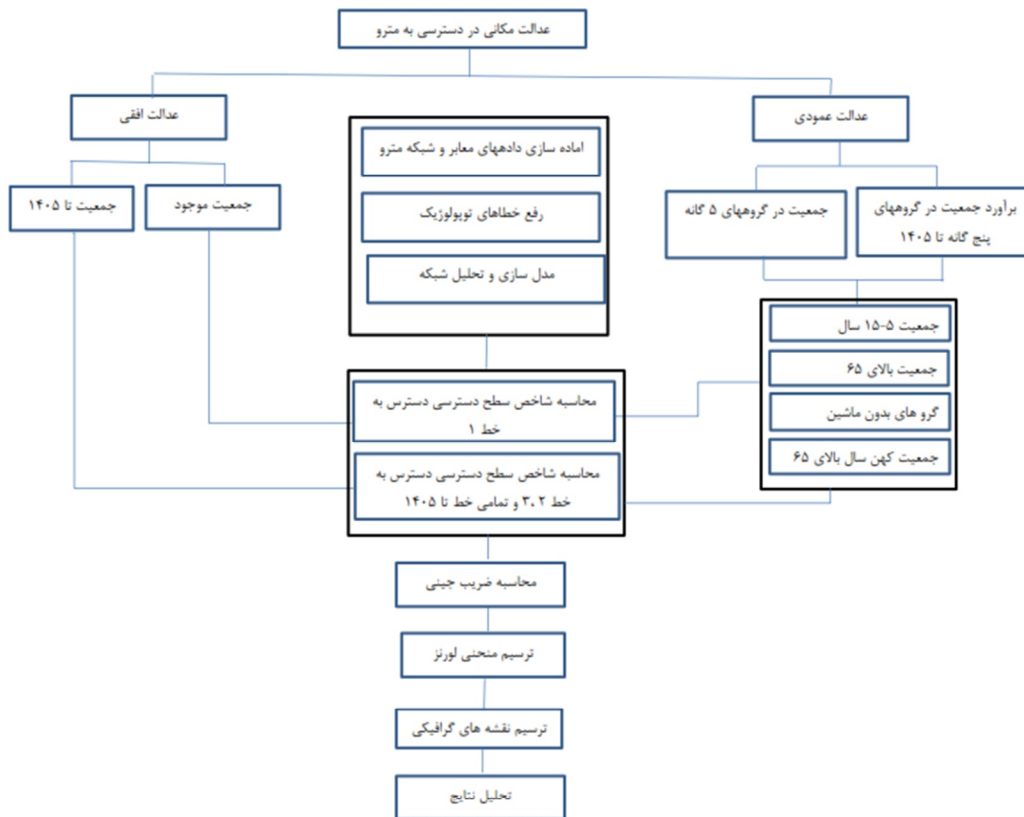 عدالت مکانی در دسترسی به مترو
عدالت عمودی
عدالت افقی
اماده سازی دادههای معابر و شبکه مترو
رفع خطاهای توپولوژیک
مدل سازی و تحلیل شبکه
برآورد جمعیت در گروههای
پنج گانه تا ۱۴۰۵
جمعیت در گروههای ۵ گانه
جمعیت موجود
جمعیت تا ۱۴۰۵
جمعیت ۵-۱۵ سال
جمعیت بالای ۶۵
گرو های بدون ماشین
جمعیت کهن سال بالای ۶۵
محاسبه شاخص سطح دسترسی دسترس به
خط ۱
محاسبه شاخص سطح دسترسی دسترس به
خط ۲ ،۳ و تمامی خط تا ۱۴۰۵
محاسبه ضریب جینی
ترسیم منحنی لورنز
ترسیم نقشه های گرافیکی
تحلیل نتایج